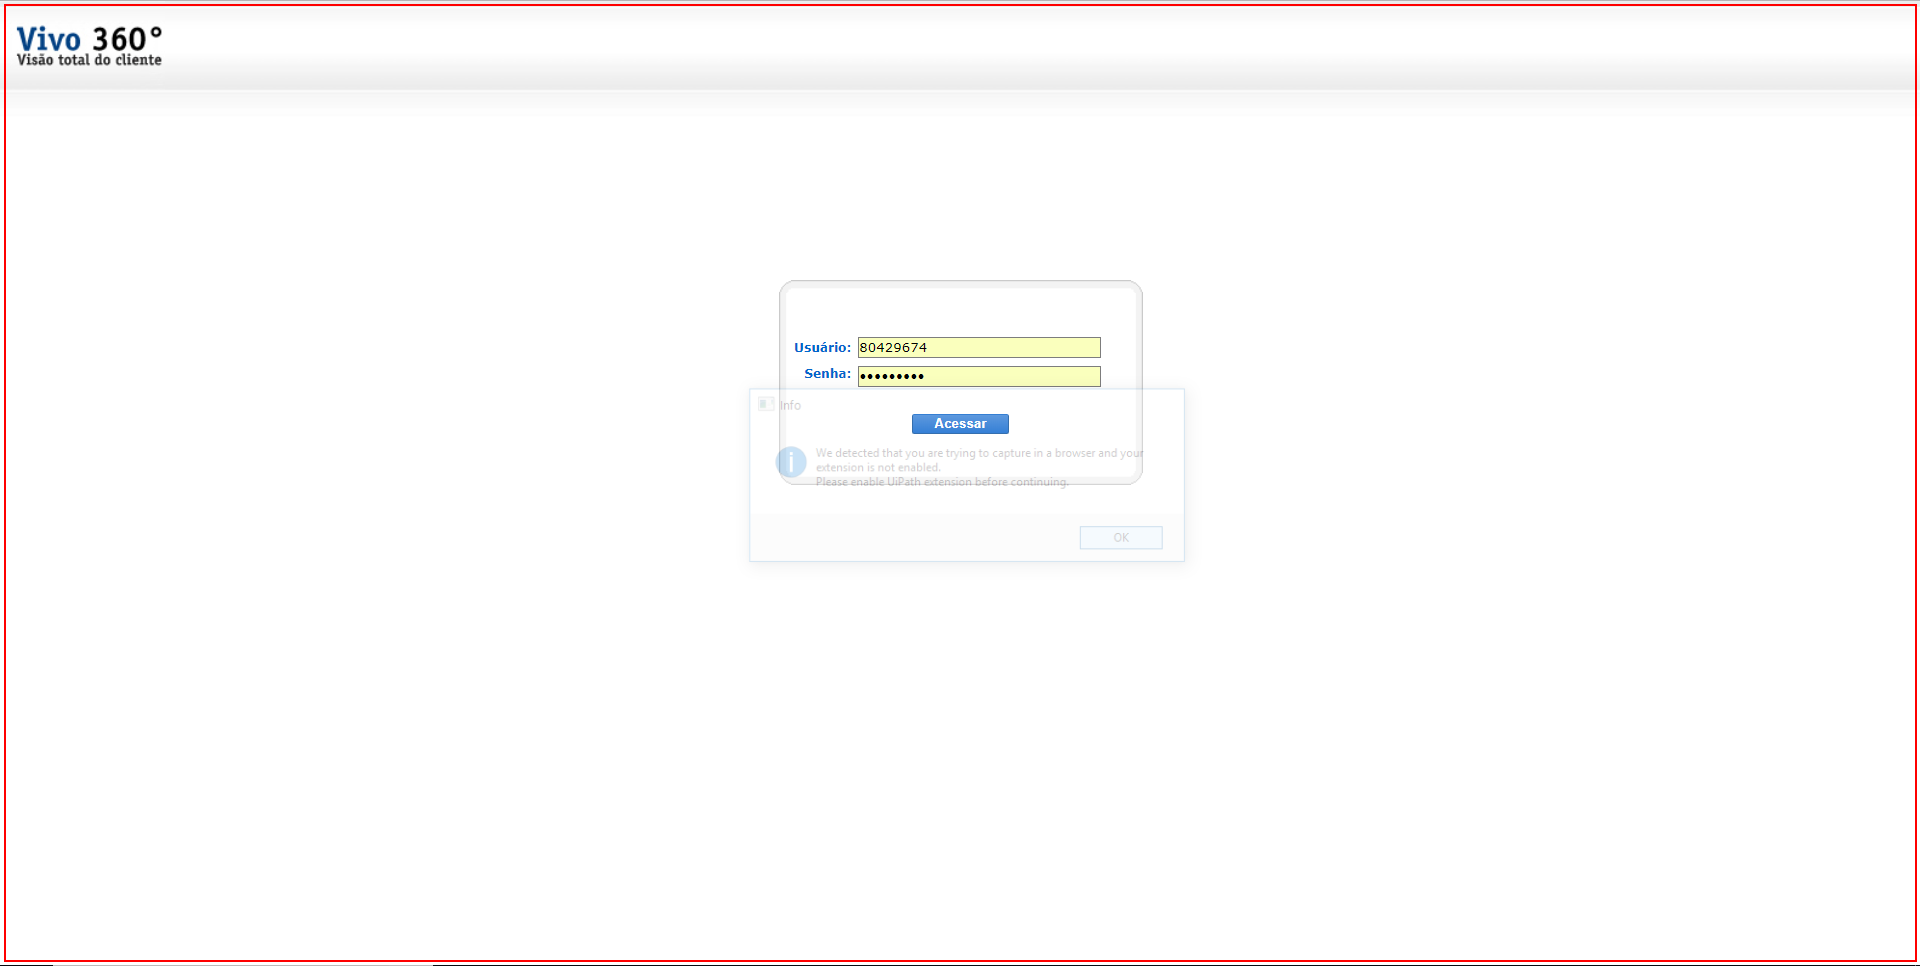 Vivo 360°
Visão total do cliente
Usuário: 80429674
Senha: •••••••••
Info
Acessar
We detected that you are trying to capture in a browser and your
extension is not enabled.
Please enable UiPath extension before continuing.
OK